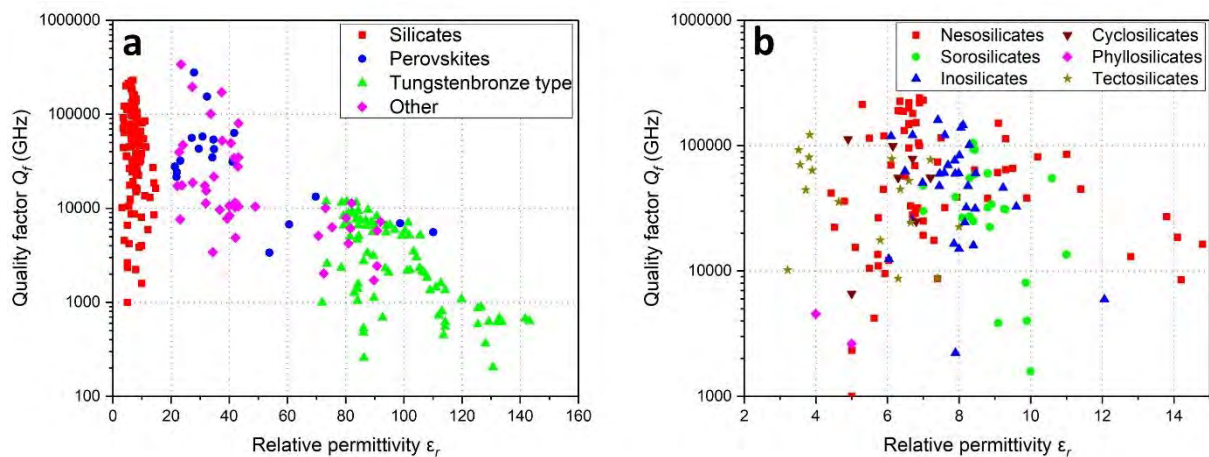 a
Silicates
Perovskites
Tungstenbronze type
Other
1000000
100000
10000
1000
100
Quality factor Qf (GHz)
0 20 40 60 80 100 120 140 160
Relative permittivity εr
b
Nesosilicates Cyclosilicates
Sorosilicates Phyllosilicates
Inosilicates Tectosilicates
1000000
100000
10000
1000
Quality factor Qf (GHz)
2 4 6 8 10 12 14
Relative permittivity εr